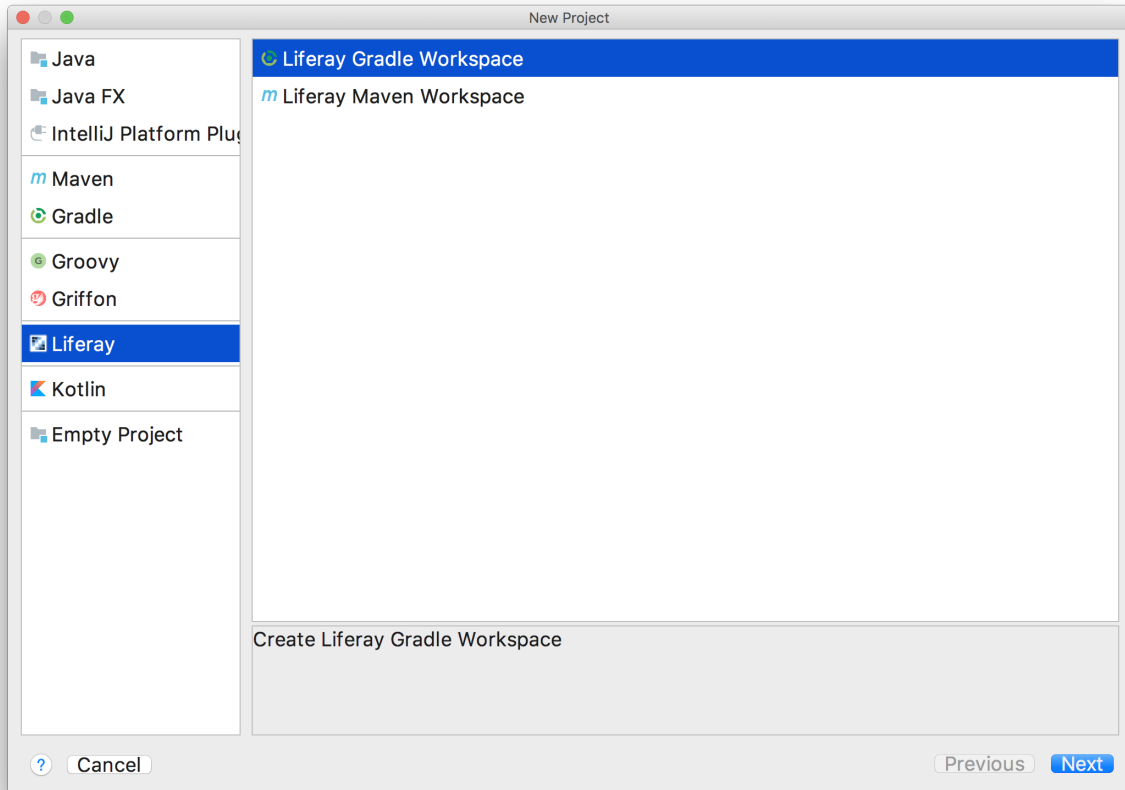 New Project
Java
Java FX
IntelliJ Platform Plug
Maven
Gradle
Groovy
Griffon
Liferay
Kotlin
Empty Project
Liferay Gradle Workspace
Liferay Maven Workspace
Create Liferay Gradle Workspace
?
Cancel
Previous
Next